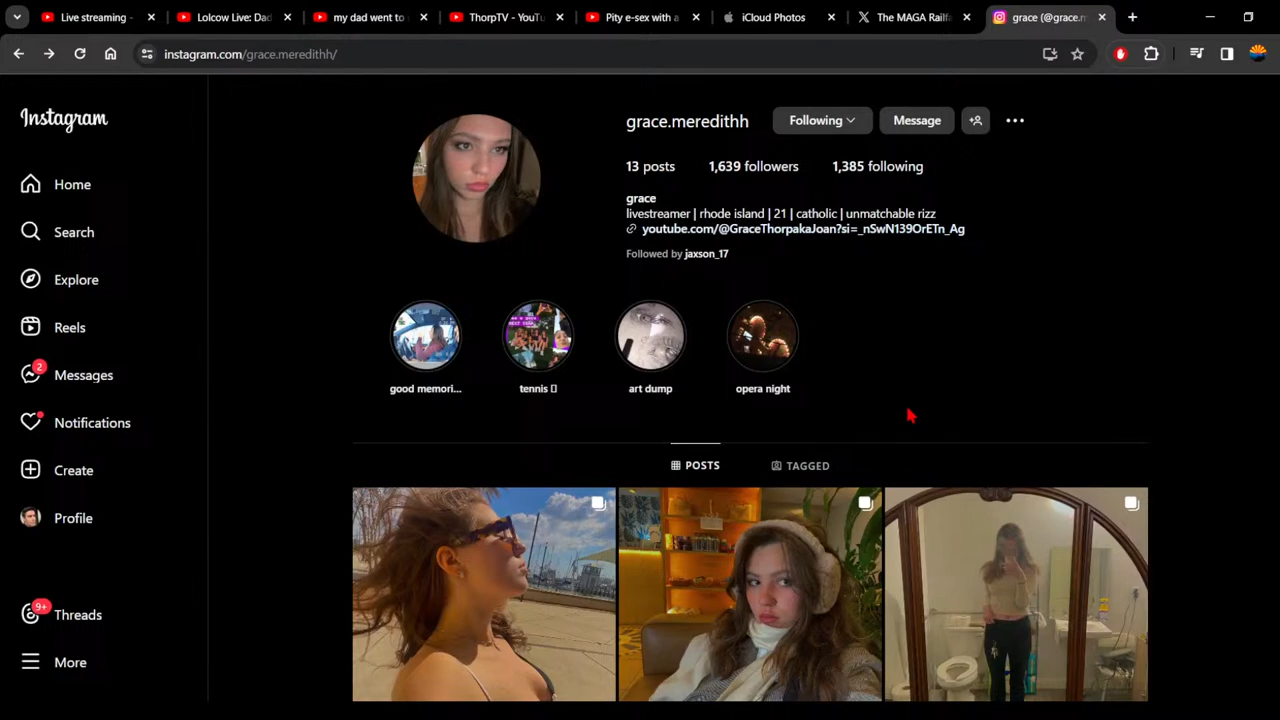 Live streaming -
Lolcow Live: Dad
my dad went to
ThorpTV - YouTu
Pity e-sex with a
iCloud Photos
The MAGA Railfa
grace (@grace.m
instagram.com/grace.meredithh/
Instagram
grace.meredithh
Following
Message
13 posts
1,639 followers
1,385 following
grace
livestreamer | rhode island | 21 | catholic | unmatchable rizz
youtube.com/@GraceThorpakaJoan?si=_nSwN139OrETn_Ag
Followed by jaxson_17
Home
Search
Explore
Reels
2
Messages
Notifications
Create
Profile
9+
Threads
More
good memori...
tennis
art dump
opera night
POSTS
TAGGED